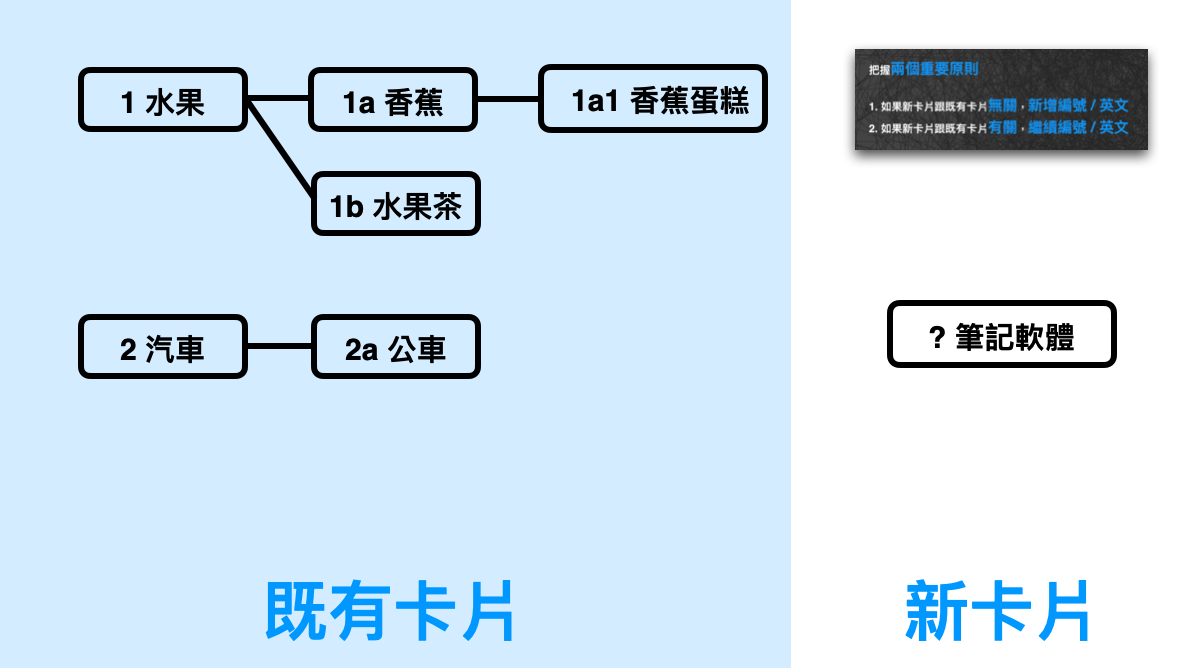 1 水果
1a 香蕉
1a1 香蕉蛋糕
1b 水果茶
2 汽車
2a 公車
既有卡片
把握兩個重要原則
1. 如果新卡片跟既有卡片無關，新增編號 / 英文
2. 如果新卡片跟既有卡片有關，繼續編號 / 英文
? 筆記軟體
新卡片